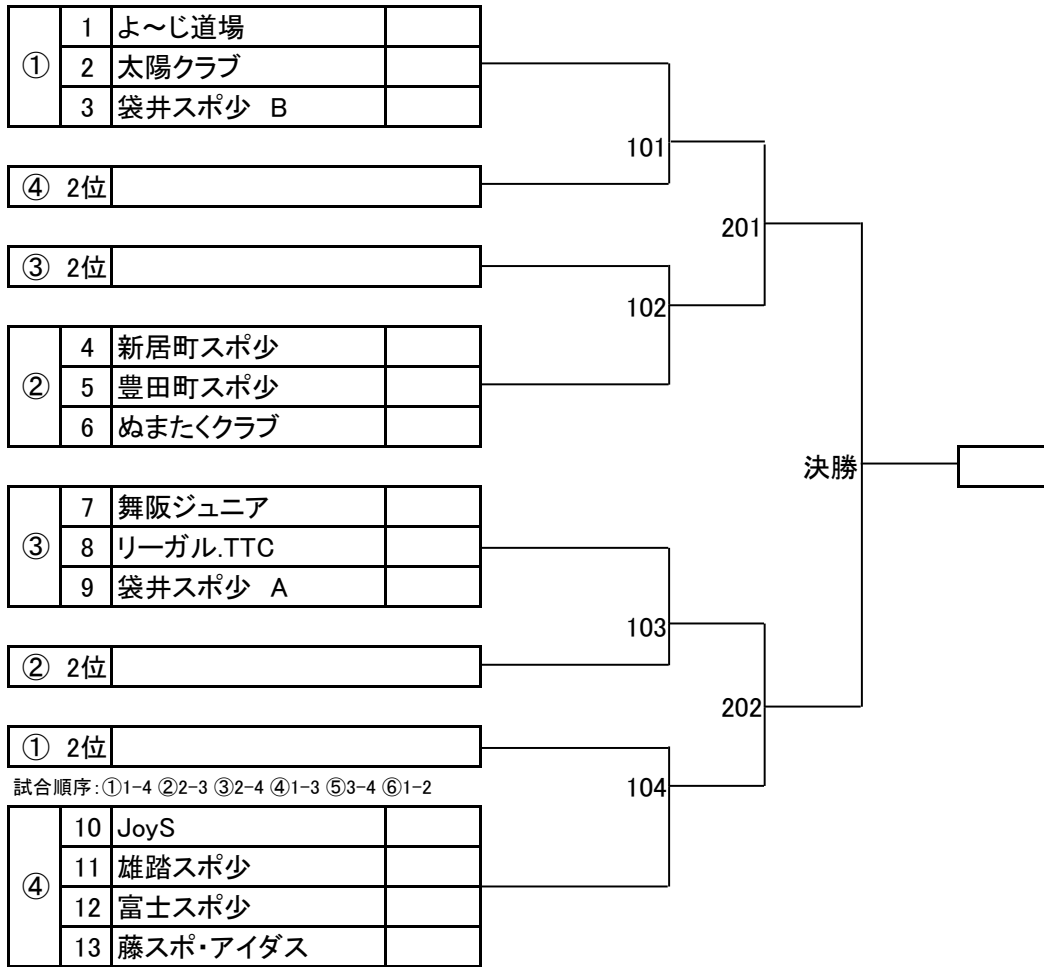 ① 1 よ～じ道場
2 太陽クラブ
3 袋井スポ少 B
101
④ 2位
201
③ 2位
102
② 4 新居町スポ少
5 豊田町スポ少
6 ぬまたくクラブ
決勝
③ 7 舞阪ジュニア
8 リーガル.TTC
9 袋井スポ少 A
103
② 2位
202
① 2位
試合順序:①1-4 ②2-3 ③2-4 ④1-3 ⑤3-4 ⑥1-2
104
④ 10 JoyS
11 雄踏スポ少
12 富士スポ少
13 藤スポ・アイダス